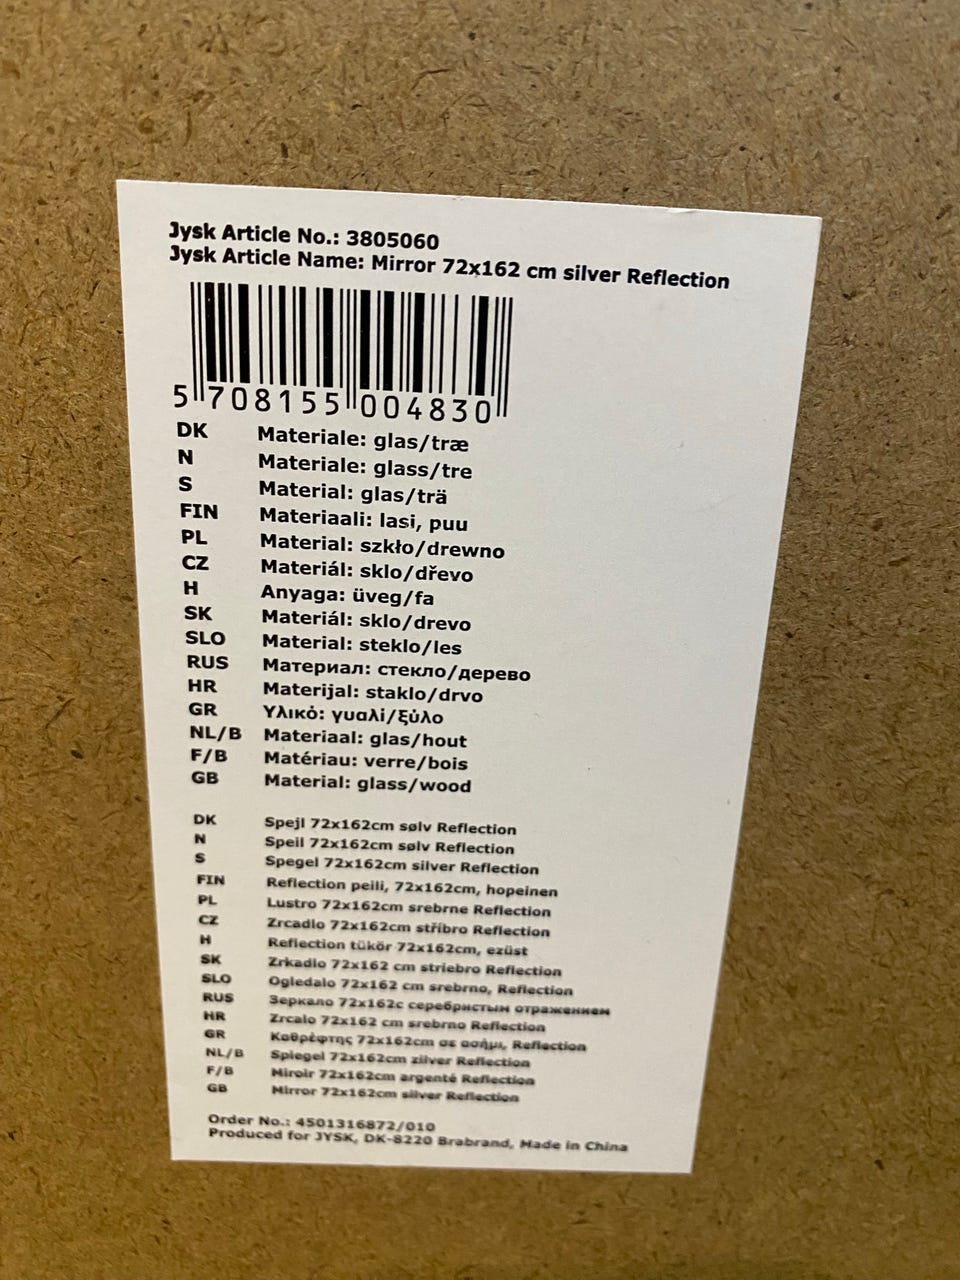 Jysk Article No.: 3805060
Jysk Article Name: Mirror 72x162 cm silver Reflection
5 708155 004830
DK Materiale: glas/træ
N Materiale: glass/tre
S Material: glas/trä
FIN Materiaali: lasi, puu
PL Material: szkło/drewno
CZ Materiál: sklo/dřevo
H Anyaga: üveg/fa
SK Materiál: sklo/drevo
SLO Material: steklo/les
RUS Материал: стекло/дерево
HR Materijal: staklo/drvo
GR Υλικό: γυαλί/ξύλο
NL/B Materiaal: glas/hout
F/B Matériau: verre/bois
GB Material: glass/wood
DK Spejl 72x162cm sølv Reflection
N Speil 72x162cm sølv Reflection
S Spegel 72x162cm silver Reflection
FIN Reflection peili, 72x162cm, hopeinen
PL Lustro 72x162cm srebrne Reflection
CZ Zrcadlo 72x162cm stříbro Reflection
H Reflection tükör 72x162cm, ezüst
SK Zrkadlo 72x162 cm striebro Reflection
SLO Ogledalo 72x162 cm srebrno, Reflection
RUS Зеркало 72x162с серебристым отражением
HR Zrcalo 72x162 cm srebrno Reflection
GR Καθρέφτης 72x162cm σε ασήμι, Reflection
NL/B Spiegel 72x162cm zilver Reflection
F/B Miroir 72x162cm argenté Reflection
GB Mirror 72x162cm silver Reflection
Order No.: 4501316872/010
Produced for JYSK, DK-8220 Brabrand, Made in China